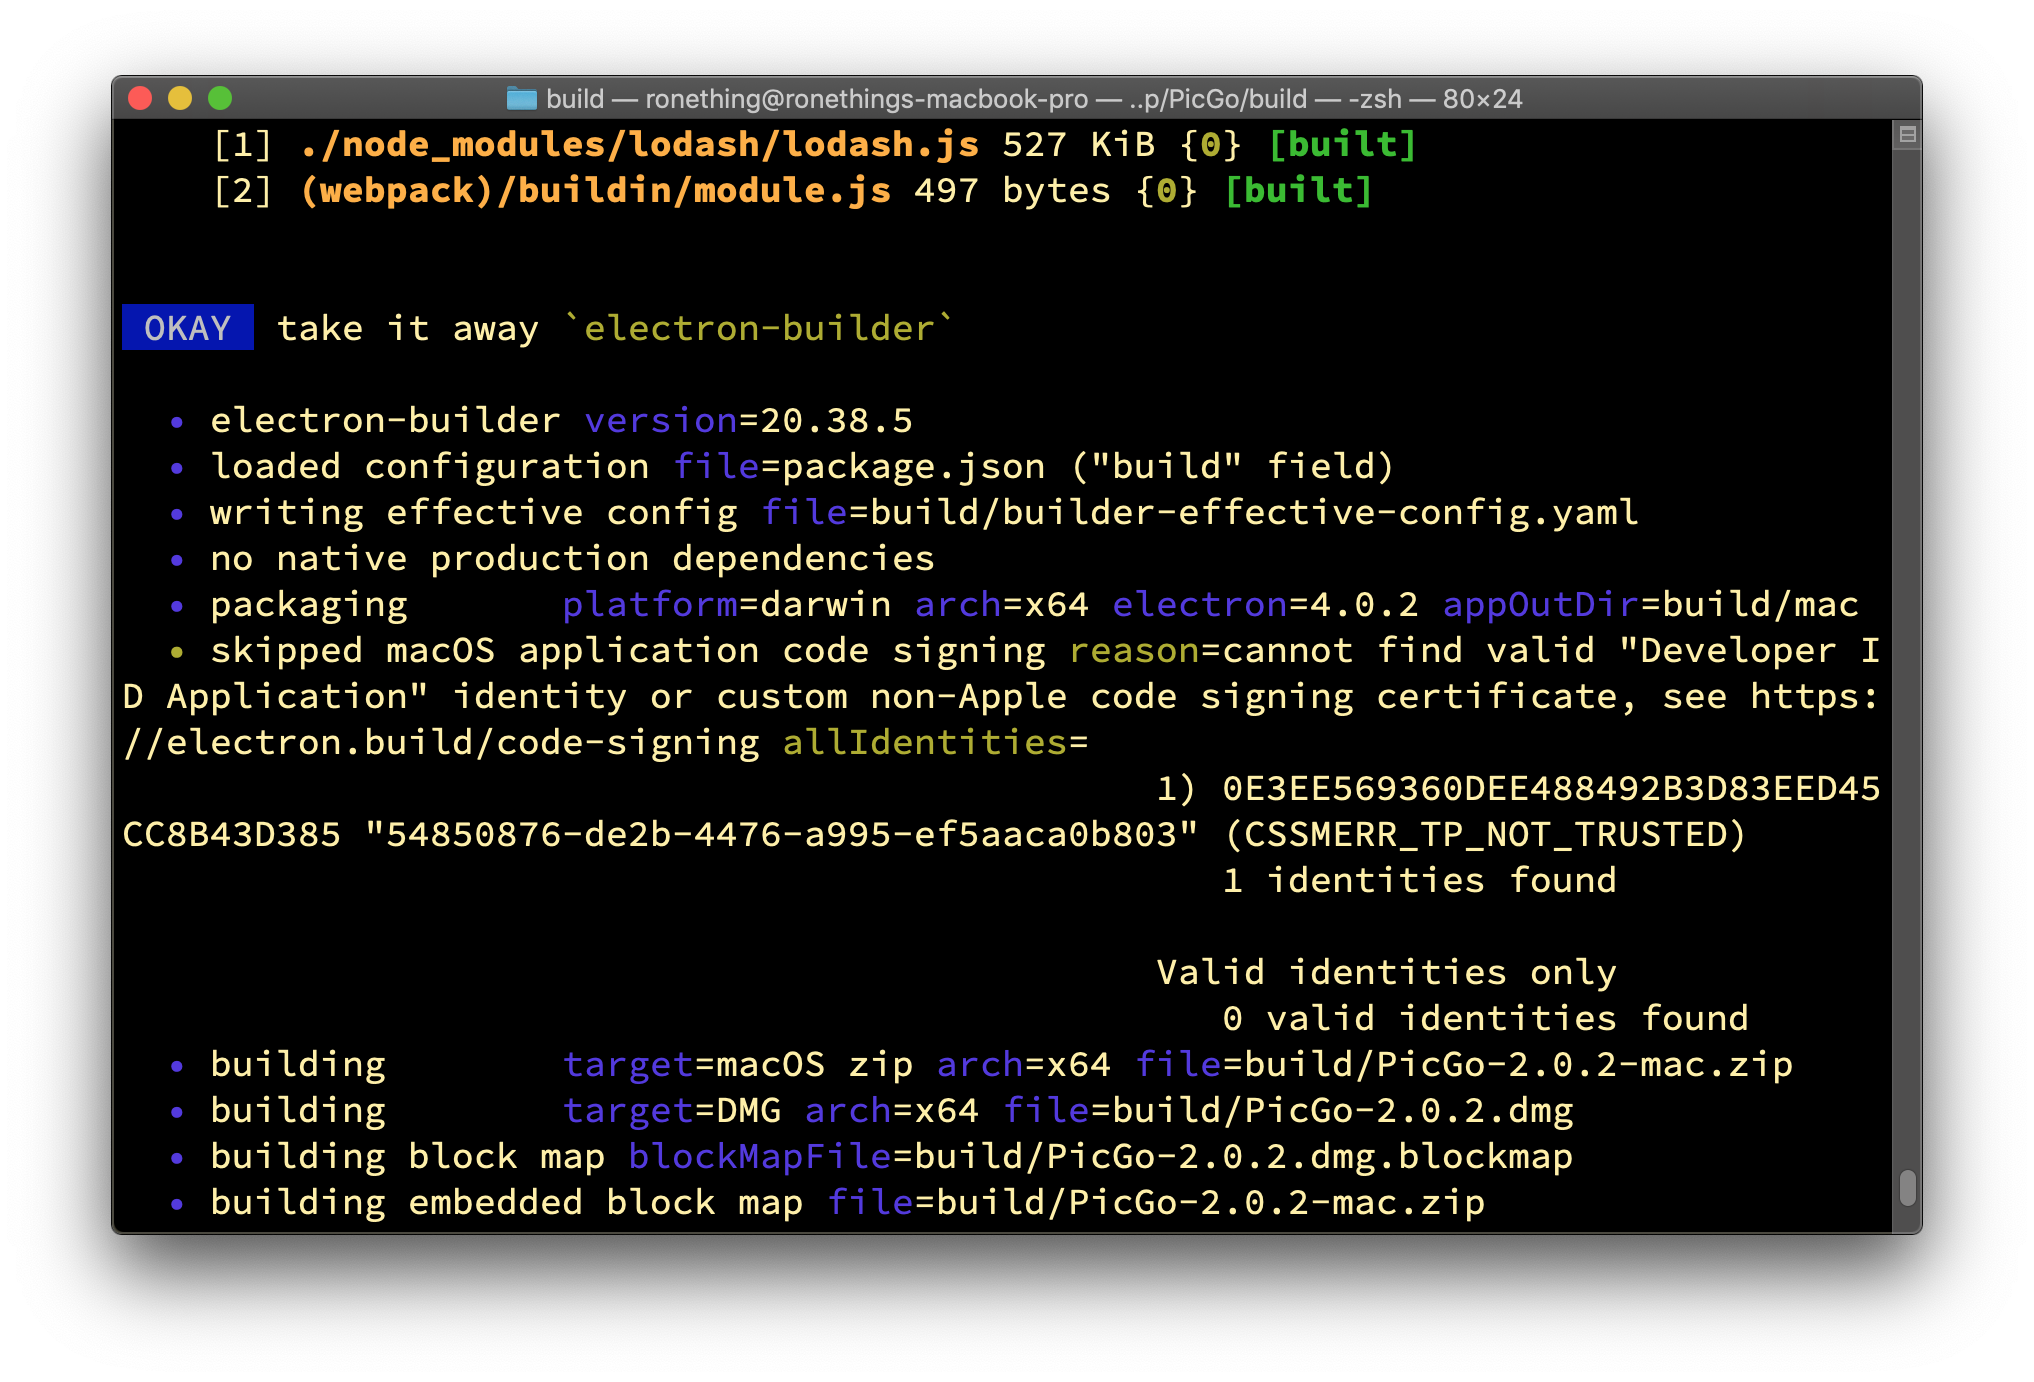 build — ronething@ronethings-macbook-pro — ..p/PicGo/build — -zsh — 80×24
[1] ./node_modules/lodash/lodash.js 527 KiB {0} [built]
[2] (webpack)/buildin/module.js 497 bytes {0} [built]
OKAY take it away `electron-builder`
• electron-builder version=20.38.5
• loaded configuration file=package.json ("build" field)
• writing effective config file=build/builder-effective-config.yaml
• no native production dependencies
• packaging platform=darwin arch=x64 electron=4.0.2 appOutDir=build/mac
• skipped macOS application code signing reason=cannot find valid "Developer I
D Application" identity or custom non-Apple code signing certificate, see https:
//electron.build/code-signing allIdentities=
1) 0E3EE569360DEE488492B3D83EED45
CC8B43D385 "54850876-de2b-4476-a995-ef5aaca0b803" (CSSMERR_TP_NOT_TRUSTED)
1 identities found
Valid identities only
0 valid identities found
• building target=macOS zip arch=x64 file=build/PicGo-2.0.2-mac.zip
• building target=DMG arch=x64 file=build/PicGo-2.0.2.dmg
• building block map blockMapFile=build/PicGo-2.0.2.dmg.blockmap
• building embedded block map file=build/PicGo-2.0.2-mac.zip